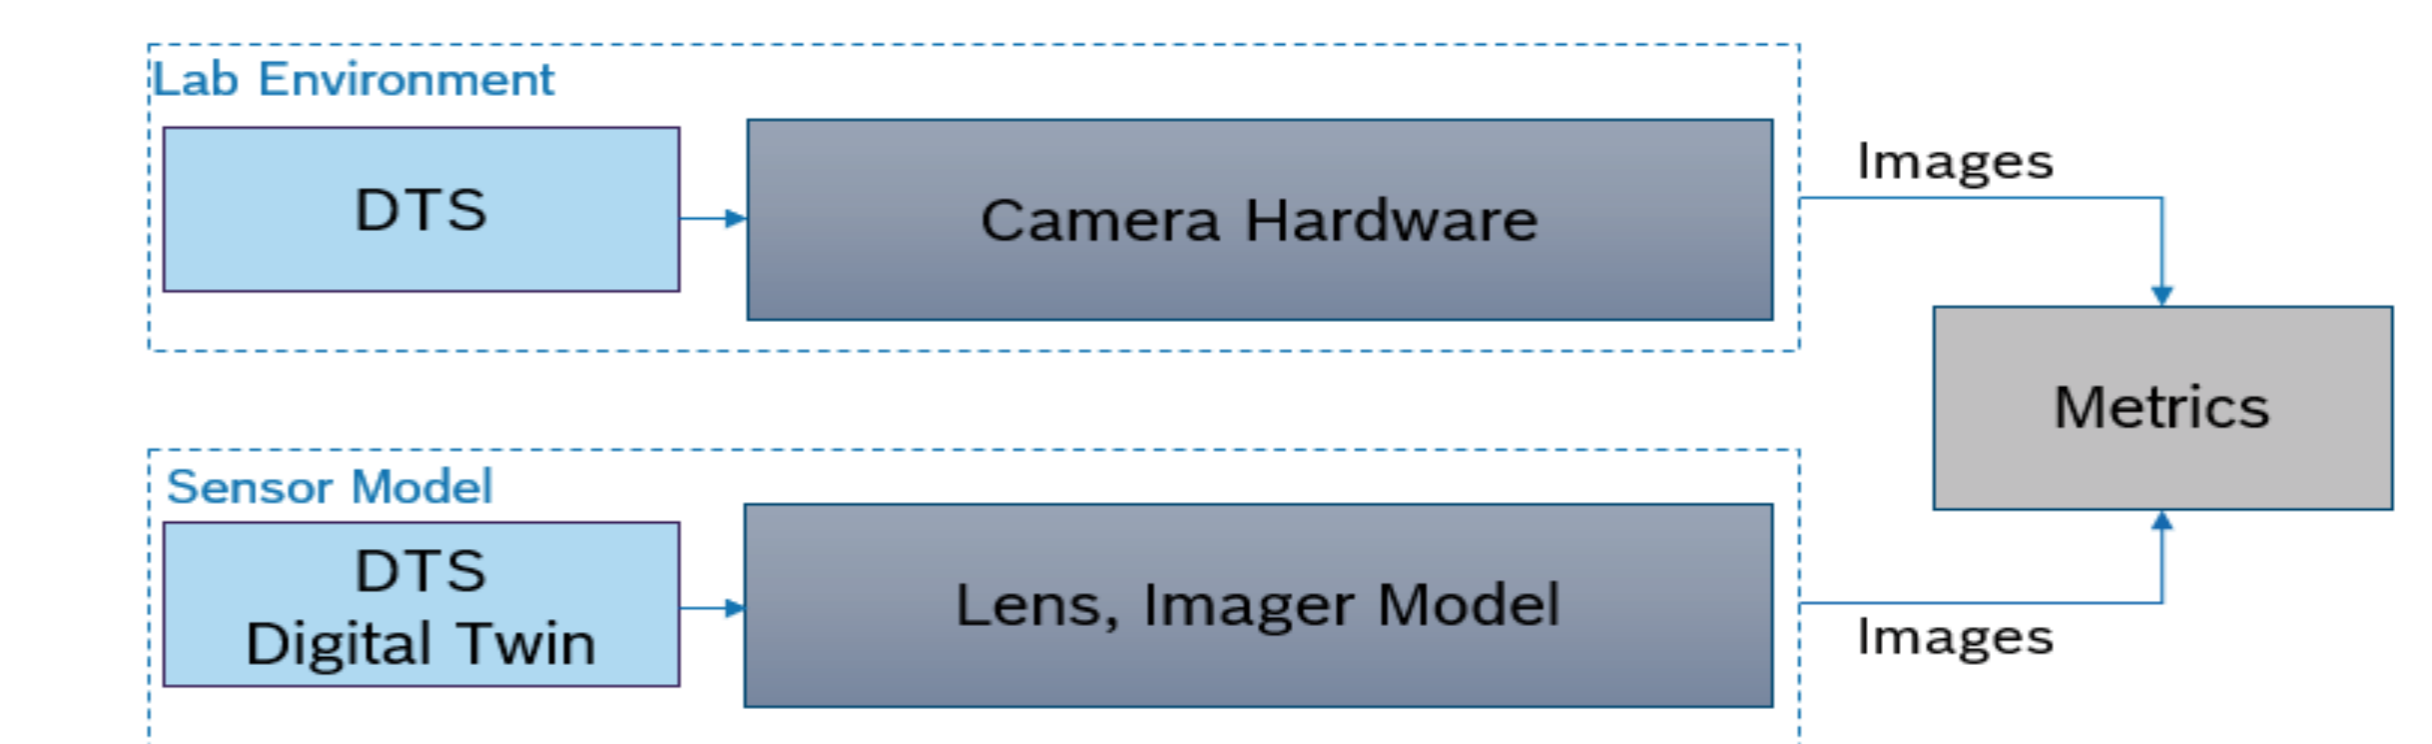 Lab Environment
DTS
Camera Hardware
Images
Metrics
Sensor Model
DTS
Digital Twin
Lens, Imager Model
Images